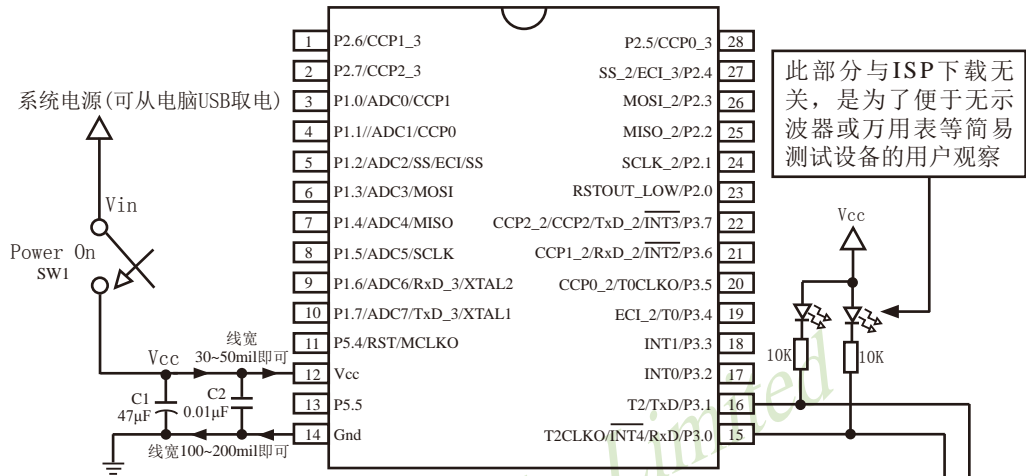 系统电源(可从电脑USB取电)
Vin
Power On
SW1
Vcc
线宽
30~50mil即可
C1
47μF
C2
0.01μF
线宽100~200mil即可
1 P2.6/CCP1_3
2 P2.7/CCP2_3
3 P1.0/ADC0/CCP1
4 P1.1//ADC1/CCP0
5 P1.2/ADC2/SS/ECI/SS
6 P1.3/ADC3/MOSI
7 P1.4/ADC4/MISO
8 P1.5/ADC5/SCLK
9 P1.6/ADC6/RxD_3/XTAL2
10 P1.7/ADC7/TxD_3/XTAL1
11 P5.4/RST/MCLKO
12 Vcc
13 P5.5
14 Gnd
P2.5/CCP0_3 28
SS_2/ECI_3/P2.4 27
MOSI_2/P2.3 26
MISO_2/P2.2 25
SCLK_2/P2.1 24
RSTOUT_LOW/P2.0 23
CCP2_2/CCP2/TxD_2/INT3/P3.7 22
CCP1_2/RxD_2/INT2/P3.6 21
CCP0_2/T0CLKO/P3.5 20
ECI_2/T0/P3.4 19
INT1/P3.3 18
INT0/P3.2 17
T2/TxD/P3.1 16
T2CLKO/INT4/RxD/P3.0 15
此部分与ISP下载无
关，是为了便于无示
波器或万用表等简易
测试设备的用户观察
Vcc
10K
10K
Limited